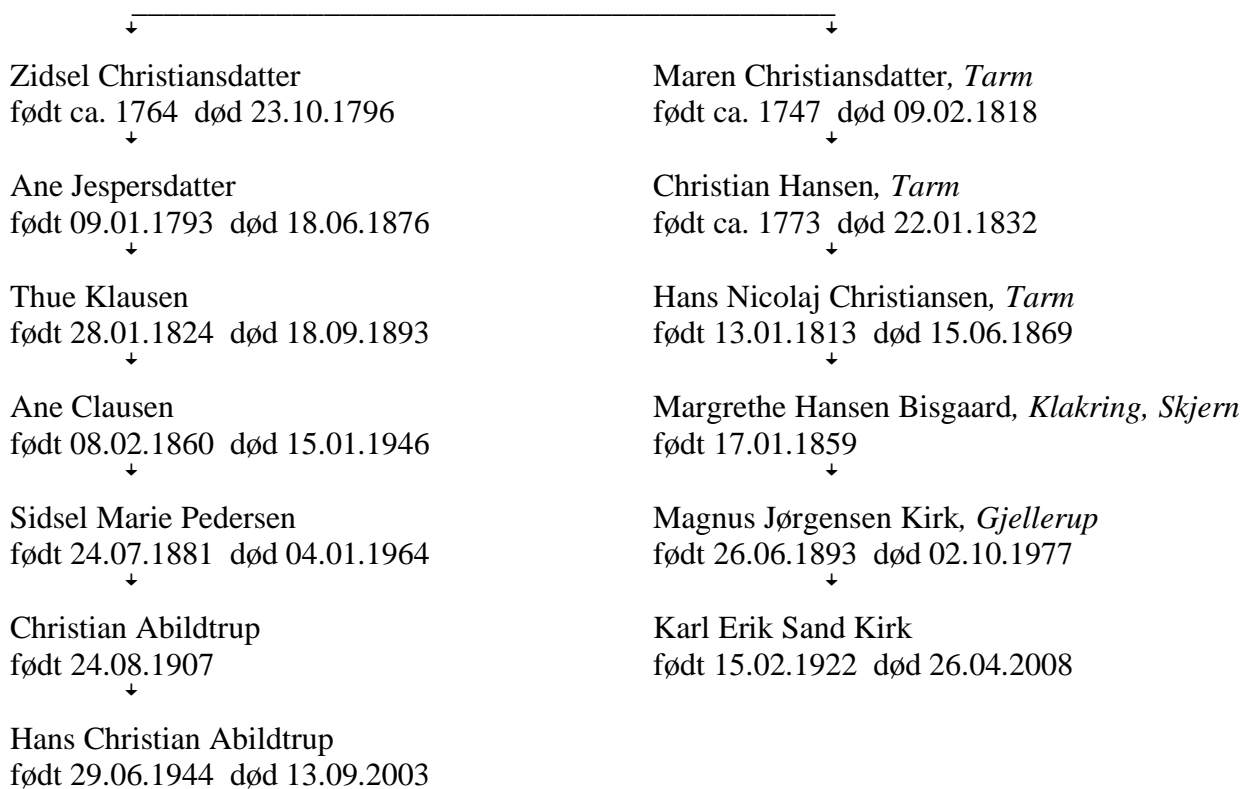 Zidsel Christiansdatter
født ca. 1764 død 23.10.1796
Ane Jespersdatter
født 09.01.1793 død 18.06.1876
Thue Klausen
født 28.01.1824 død 18.09.1893
Ane Clausen
født 08.02.1860 død 15.01.1946
Sidsel Marie Pedersen
født 24.07.1881 død 04.01.1964
Christian Abildtrup
født 24.08.1907
Hans Christian Abildtrup
født 29.06.1944 død 13.09.2003
Maren Christiansdatter, Tarm
født ca. 1747 død 09.02.1818
Christian Hansen, Tarm
født ca. 1773 død 22.01.1832
Hans Nicolaj Christiansen, Tarm
født 13.01.1813 død 15.06.1869
Margrethe Hansen Bisgaard, Klakring, Skjern
født 17.01.1859
Magnus Jørgensen Kirk, Gjellerup
født 26.06.1893 død 02.10.1977
Karl Erik Sand Kirk
født 15.02.1922 død 26.04.2008